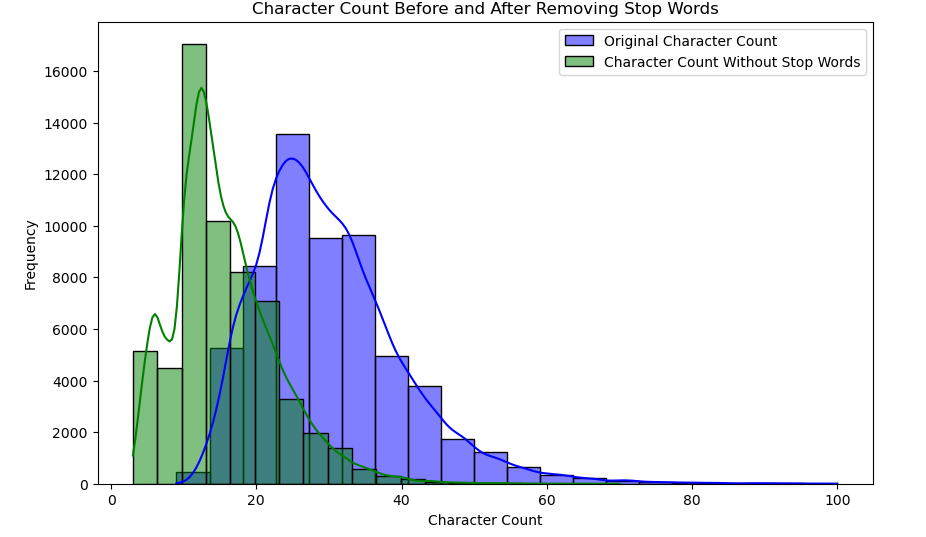 Character Count Before and After Removing Stop Words
Original Character Count
Character Count Without Stop Words
16000
14000
12000
10000
8000
6000
4000
2000
0
Frequency
0 20 40 60 80 100
Character Count